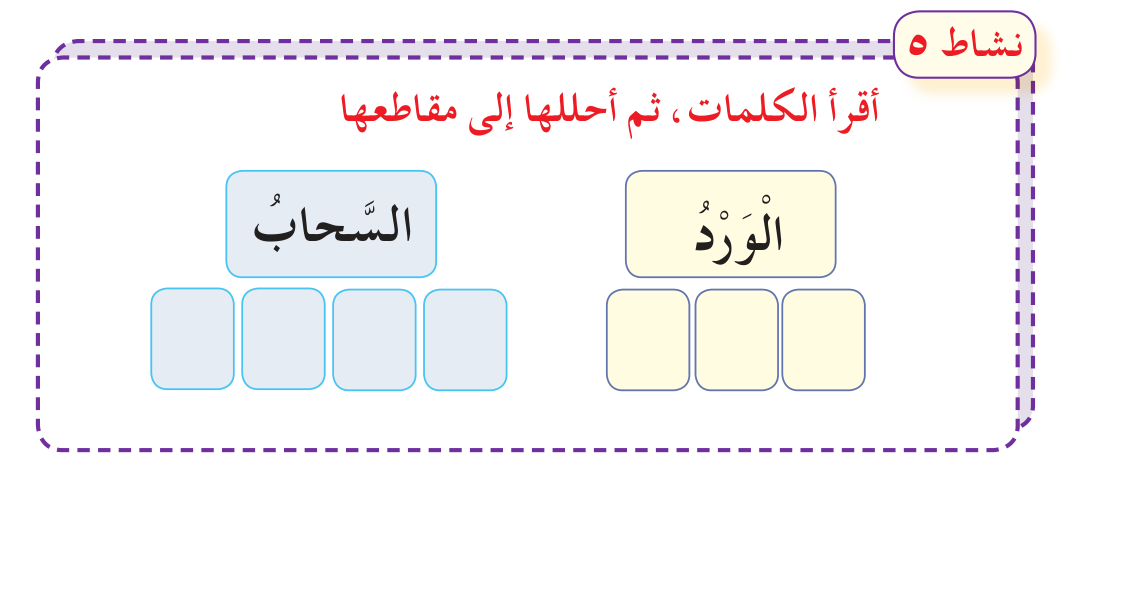 نشاط ٥
أقرأ الكلمات، ثم أحللها إلى مقاطعها
الْوَرْدُ
السَّحابُ